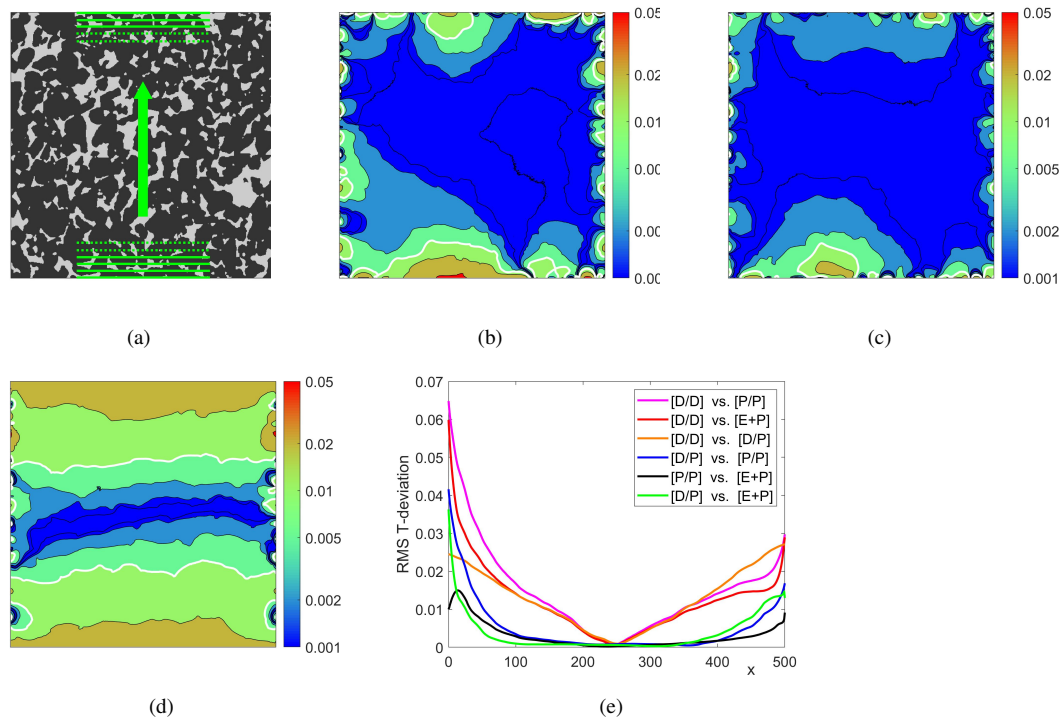 0.05
0.02
0.01
0.00
0.00
0.00
0.05
0.02
0.01
0.005
0.002
0.001
(a)
(b)
(c)
0.05
0.02
0.01
0.005
0.002
0.001
(d)
0.07
0.06
0.05
0.04
0.03
0.02
0.01
0
RMS T-deviation
0
100
200
300
400
500
x
[D/D] vs. [P/P]
[D/D] vs. [E+P]
[D/D] vs. [D/P]
[D/P] vs. [P/P]
[P/P] vs. [E+P]
[D/P] vs. [E+P]
(e)